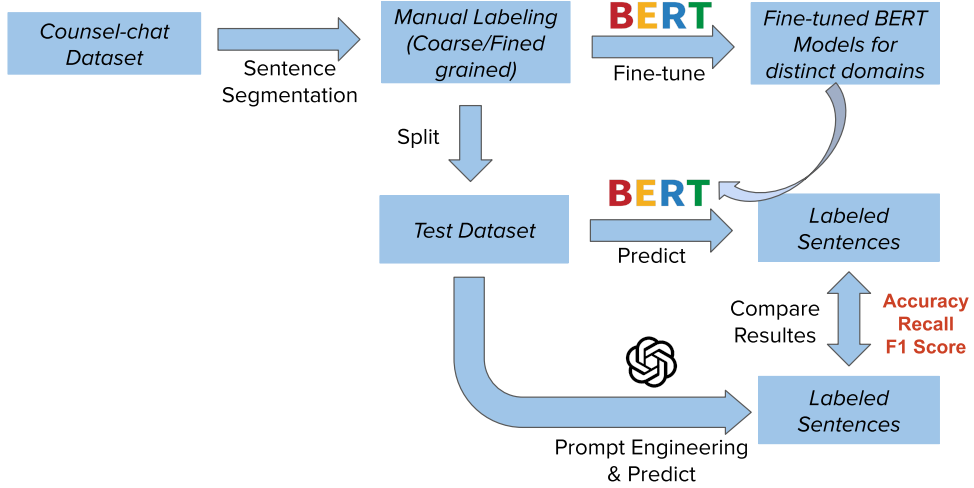 Counsel-chat
Dataset
Sentence
Segmentation
Manual Labeling
(Coarse/Fined
grained)
BERT
Fine-tune
Fine-tuned BERT
Models for
distinct domains
Split
Test Dataset
BERT
Predict
Labeled
Sentences
Compare
Resultes
Accuracy
Recall
F1 Score
Prompt Engineering
& Predict
Labeled
Sentences